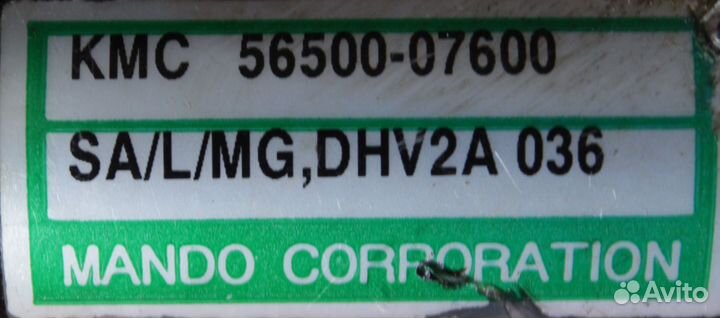 KMC 56500-07600
SA/L/MG,DHV2A 036
MANDO CORPORATION
Avito